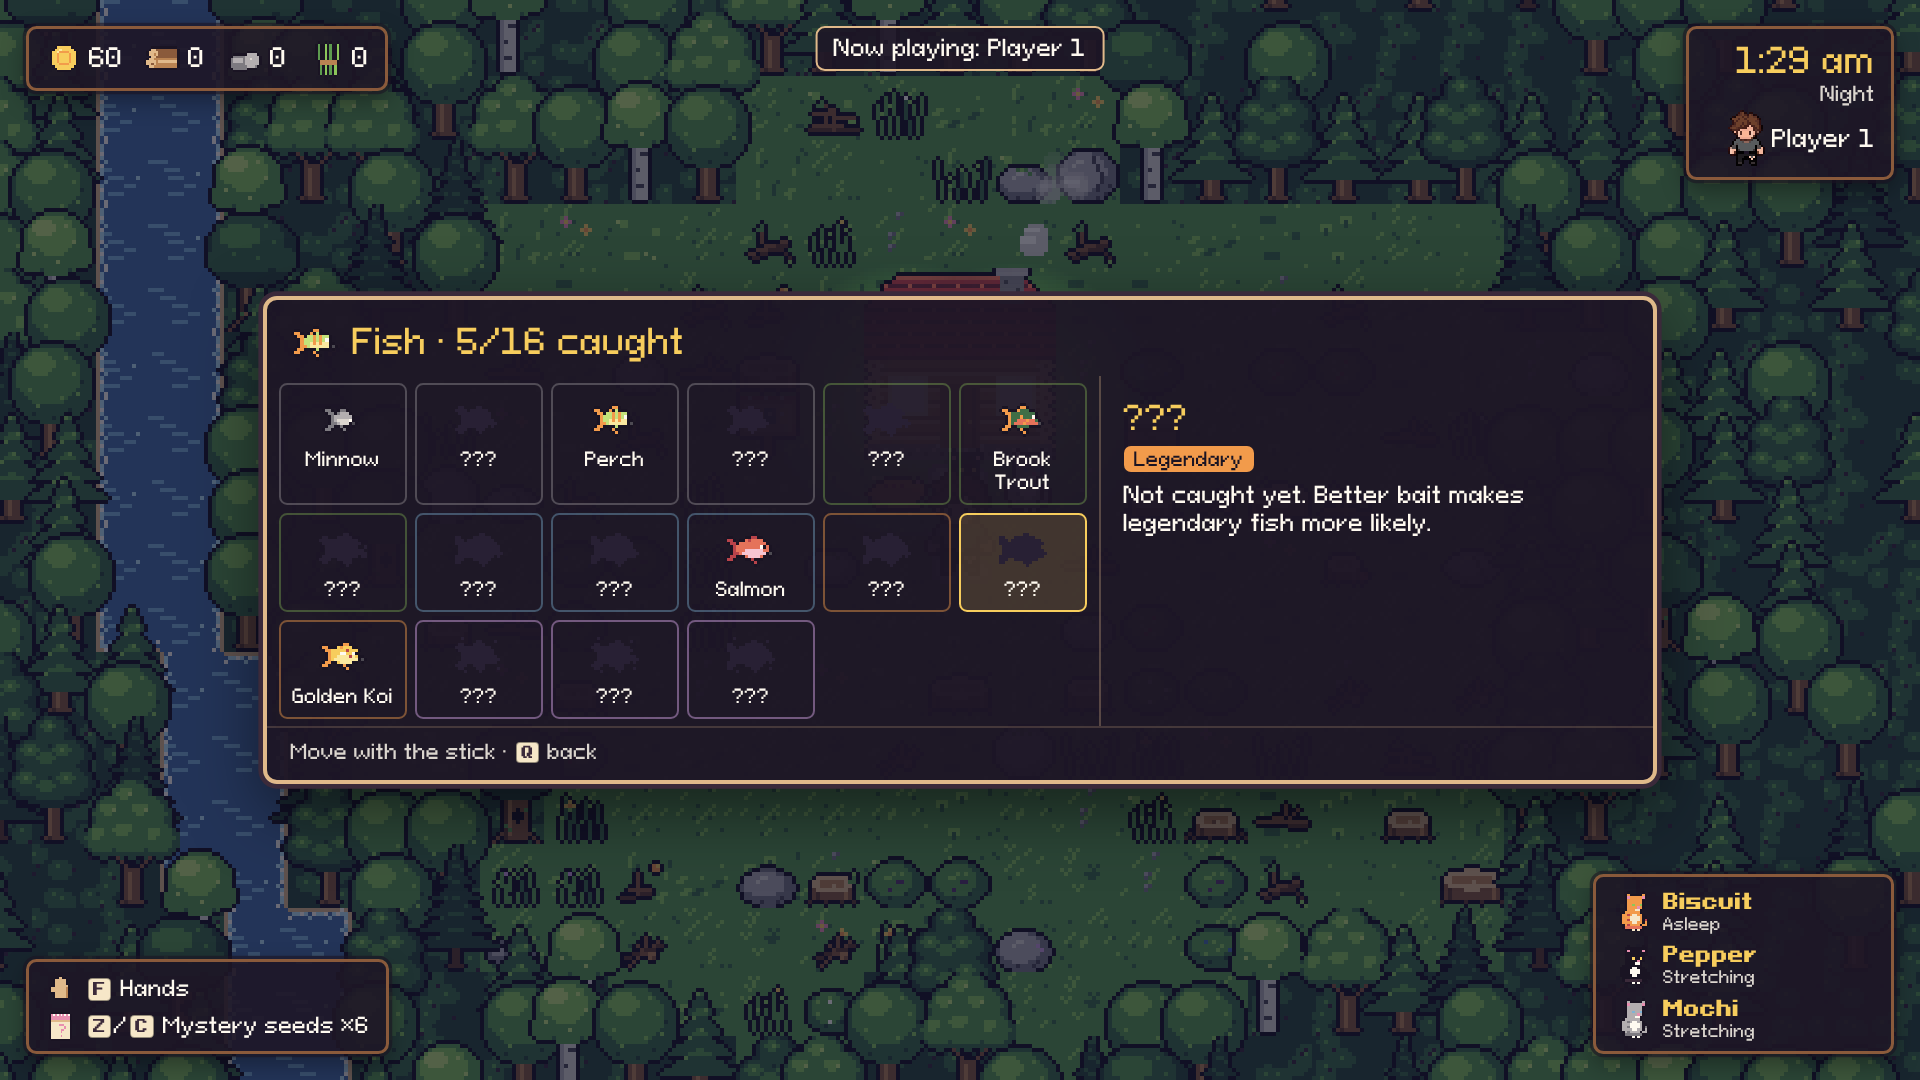 60 0 0 0
Now playing: Player 1
1:29 am
Night
Player 1
Fish · 5/16 caught
Minnow
???
Perch
???
???
Brook
Trout
???
???
???
Salmon
???
???
Golden Koi
???
???
???
???
Legendary
Not caught yet. Better bait makes
legendary fish more likely.
Move with the stick · Q back
F Hands
Z/C Mystery seeds ×6
Biscuit
Asleep
Pepper
Stretching
Mochi
Stretching